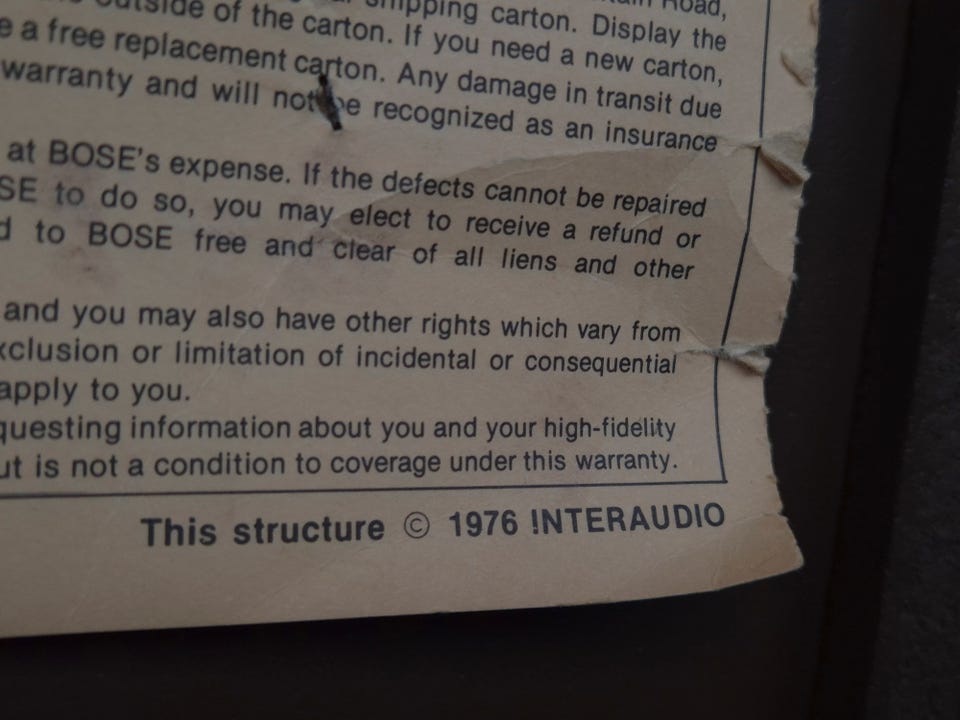 Road,
outside of the carton. If you need a new carton,
shipping carton. Display the
e a free replacement carton. Any damage in transit due
warranty and will not be recognized as an insurance
at BOSE's expense. If the defects cannot be repaired
SE to do so, you may elect to receive a refund or
d to BOSE free and clear of all liens and other
and you may also have other rights which vary from
xclusion or limitation of incidental or consequential
apply to you.
questing information about you and your high-fidelity
ut is not a condition to coverage under this warranty.
This structure © 1976 INTERAUDIO